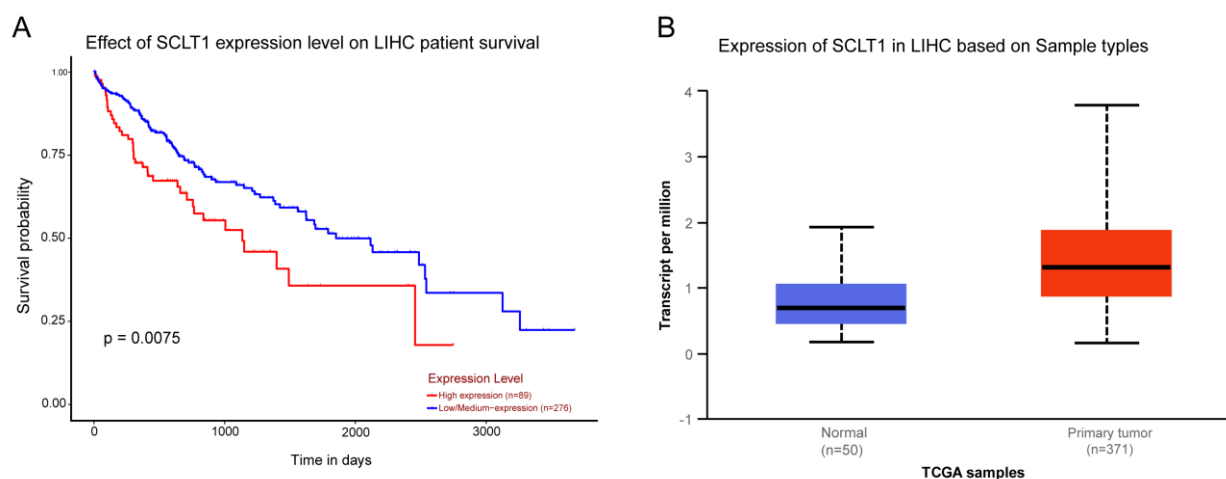 A
Effect of SCLT1 expression level on LIHC patient survival
1.00
0.75
0.50
0.25
0.00
Survival probability
p = 0.0075
Expression Level
High expression (n=89)
Low/Medium-expression (n=276)
0 1000 2000 3000
Time in days
B
Expression of SCLT1 in LIHC based on Sample typles
4
3
2
1
0
-1
Transcript per million
Normal Primary tumor
(n=50) (n=371)
TCGA samples